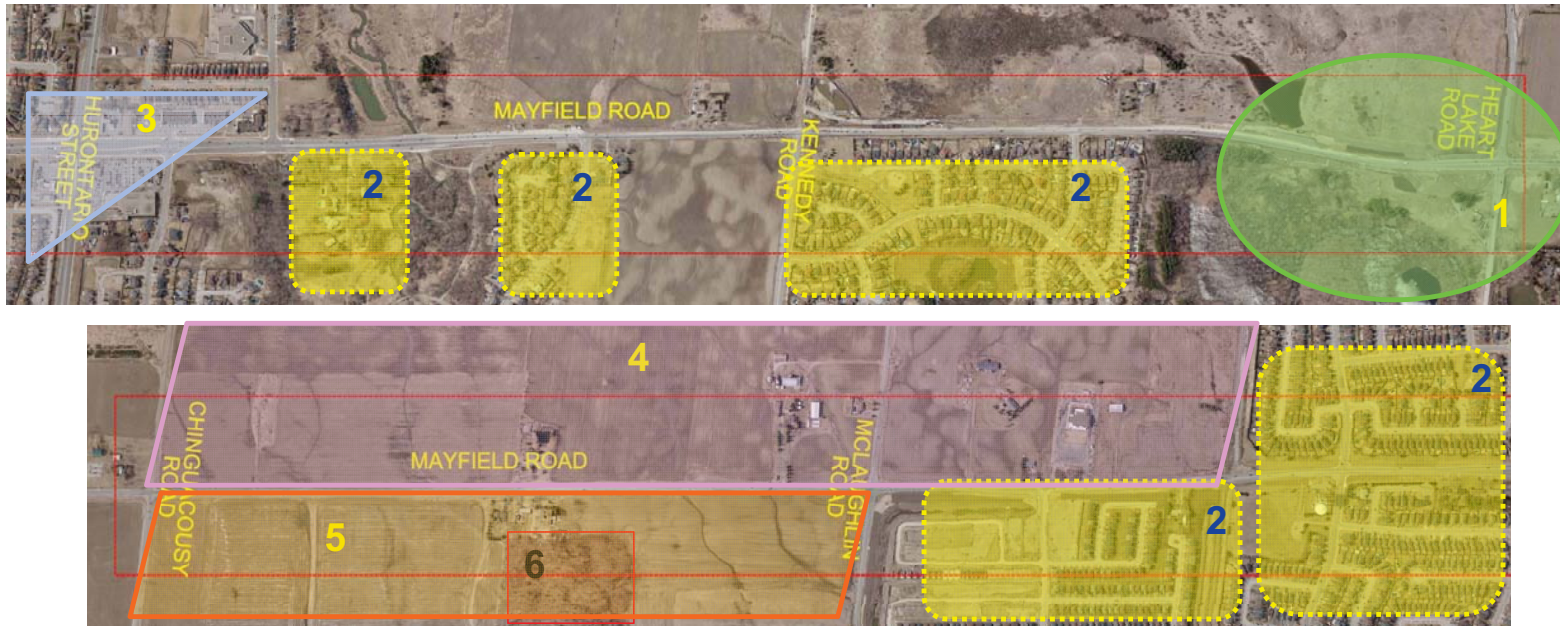 3
HURONTARIO
STREET
2
MAYFIELD ROAD
2
KENNEDY
ROAD
2
HEART
LAKE
ROAD
1
4
2
CHINGUACOUSY
ROAD
MAYFIELD ROAD
MCLAUGHLIN
ROAD
5
6
2